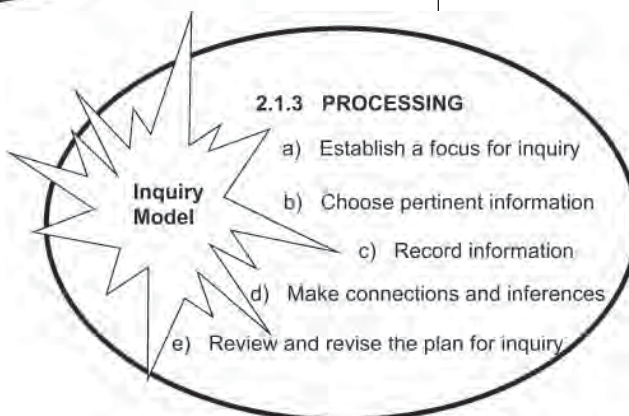 2.1.3 PROCESSING
a) Establish a focus for inquiry
Inquiry
Model
b) Choose pertinent information
c) Record information
d) Make connections and inferences
e) Review and revise the plan for inquiry